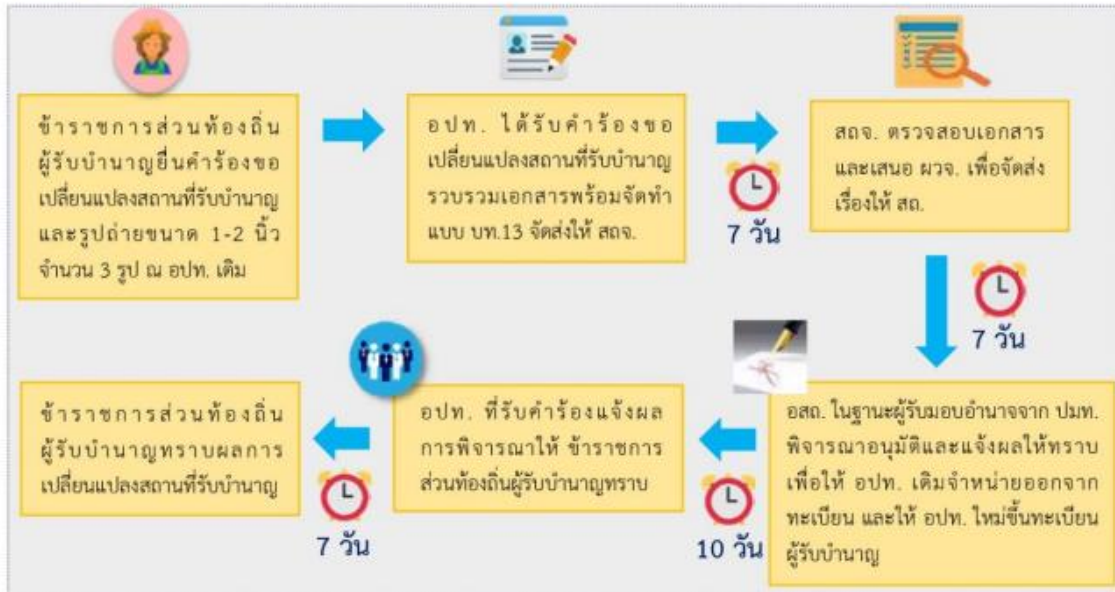 ข้าราชการส่วนท้องถิ่น
ผู้รับบำนาญยื่นคำร้องขอ
เปลี่ยนแปลงสถานที่รับบำนาญ
และรูปถ่ายขนาด 1-2 นิ้ว
จำนวน 3 รูป ณ อปท. เดิม
อปท. ได้รับคำร้องขอ
เปลี่ยนแปลงสถานที่รับบำนาญ
รวบรวมเอกสารพร้อมจัดทำ
แบบ บท.13 จัดส่งให้ สถจ.
7 วัน
สถจ. ตรวจสอบเอกสาร
และเสนอ ผวจ. เพื่อจัดส่ง
เรื่องให้ สถ.
7 วัน
อสถ. ในฐานะผู้รับมอบอำนาจจาก ปมท.
พิจารณาอนุมัติและแจ้งผลให้ทราบ
เพื่อให้ อปท. เดิมจำหน่ายออกจาก
ทะเบียน และให้ อปท. ใหม่ขึ้นทะเบียน
ผู้รับบำนาญ
10 วัน
อปท. ที่รับคำร้องแจ้งผล
การพิจารณาให้ ข้าราชการ
ส่วนท้องถิ่นผู้รับบำนาญทราบ
7 วัน
ข้าราชการส่วนท้องถิ่น
ผู้รับบำนาญทราบผลการ
เปลี่ยนแปลงสถานที่รับบำนาญ